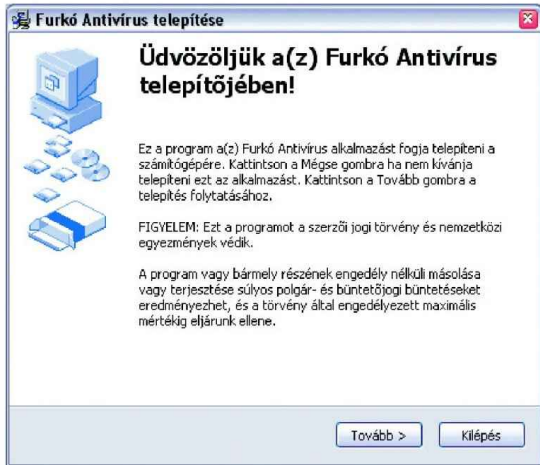 Furkó Antivírus telepítése
Üdvözöljük a(z) Furkó Antivírus
telepítõjében!
Ez a program a(z) Furkó Antivírus alkalmazást fogja telepíteni a
számítógépére. Kattintson a Mégse gombra ha nem kívánja
telepíteni ezt az alkalmazást. Kattintson a Tovább gombra a
telepítés folytatásához.
FIGYELEM: Ezt a programot a szerzõi jogi törvény és nemzetközi
egyezmények védik.
A program vagy bármely részének engedély nélküli másolása
vagy terjesztése súlyos polgár- és büntetõjogi büntetéseket
eredményezhet, és a törvény által engedélyezett maximális
mértékig eljárunk ellene.
Tovább >
Kilépés